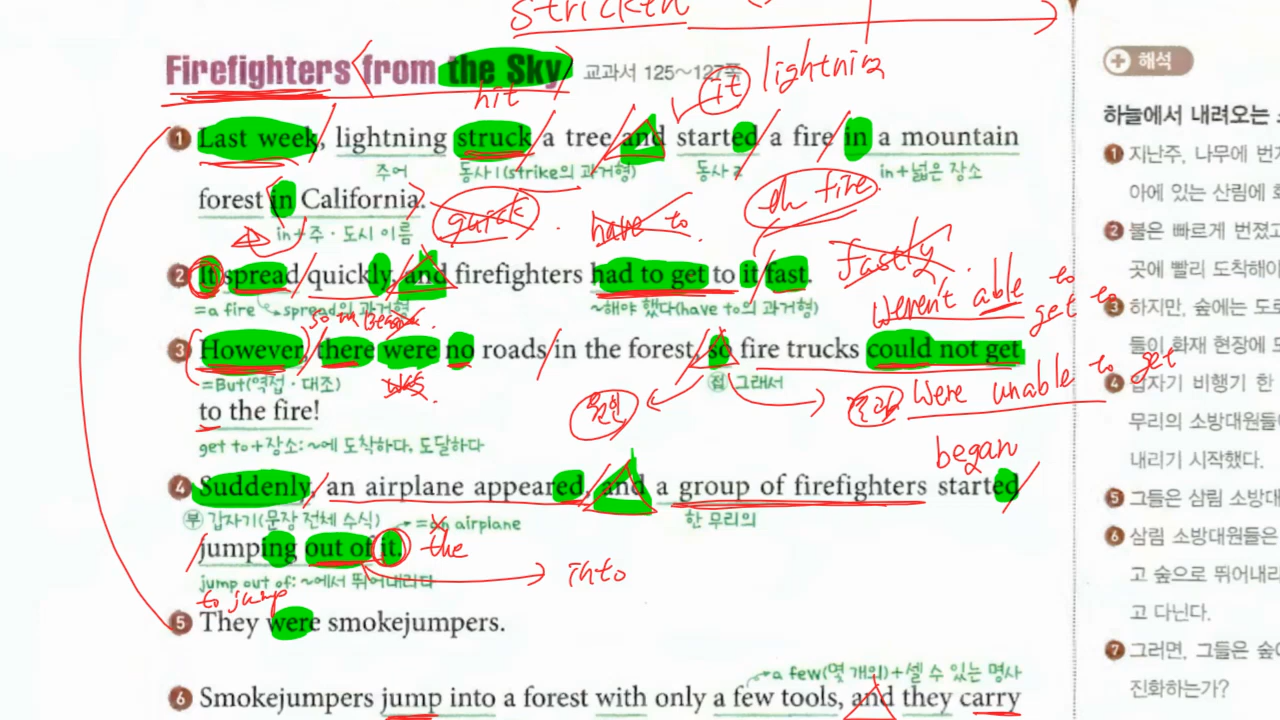 stricken
Firefighters from the Sky 교과서 125~127쪽
it lightning
hit
❶ Last week, lightning struck a tree and started a fire in a mountain
주어 동사1(strike의 과거형) 동사2 in+넓은 장소
forest in California.
in+주·도시 이름
quick have to the fire
❷ It spread quickly, and firefighters had to get to it fast.
fastly
=a fire spread의 과거형 ~해야 했다(have to의 과거형)
weren't able to
get to
❸ However, there were no roads in the forest, so fire trucks could not get
=But(역접·대조) was 접 그래서
to the fire!
원인 결과 were unable to get
get to+장소: ~에 도착하다, 도달하다
began
❹ Suddenly, an airplane appeared, and a group of firefighters started
부 갑자기(문장 전체 수식) =an airplane 한 무리의
jumping out of it. the
into
jump out of: ~에서 뛰어내리다
to jump
❺ They were smokejumpers.
a few(몇 개의)+셀 수 있는 명사
❻ Smokejumpers jump into a forest with only a few tools, and they carry
해석
하늘에서 내려오는
❶ 지난주, 나무에 번개
아에 있는 산림에
❷ 불은 빠르게 번졌고
곳에 빨리 도착해야
❸ 하지만, 숲에는 도로
들이 화재 현장에
❹ 갑자기 비행기 한
무리의 소방대원들이
내리기 시작했다.
❺ 그들은 삼림 소방대
❻ 삼림 소방대원들은
고 숲으로 뛰어내리
고 다닌다.
❼ 그러면, 그들은
진화하는가?